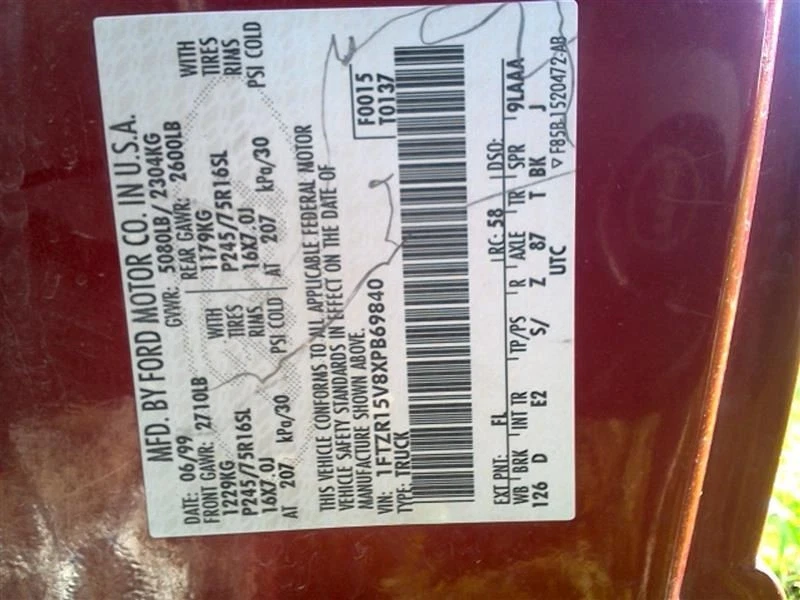 MFD. BY FORD MOTOR CO. IN U.S.A.
DATE: 06/99 GVWR: 5080LB/ 2304KG
FRONT GAWR: 2710LB REAR GAWR: 2600LB
1229KG WITH 1179KG WITH
P245/75R16SL TIRES P245/75R16SL TIRES
16X7.0J RIMS 16X7.0J RIMS
AT 207 kPa/30 PSI COLD AT 207 kPa/30 PSI COLD
THIS VEHICLE CONFORMS TO ALL APPLICABLE FEDERAL MOTOR
VEHICLE SAFETY STANDARDS IN EFFECT ON THE DATE OF
MANUFACTURE SHOWN ABOVE.
VIN: 1FTZR15V8XPB69840 F0015
TYPE: TRUCK T0137
EXT PNT: EL RC: 58 DSO:
WB BRK INT TR TP/PS R AXLE TR SPR 9LAAA
126 D E2 S/ Z 87 T BK J
UTC ▽F85B-1520472-AB